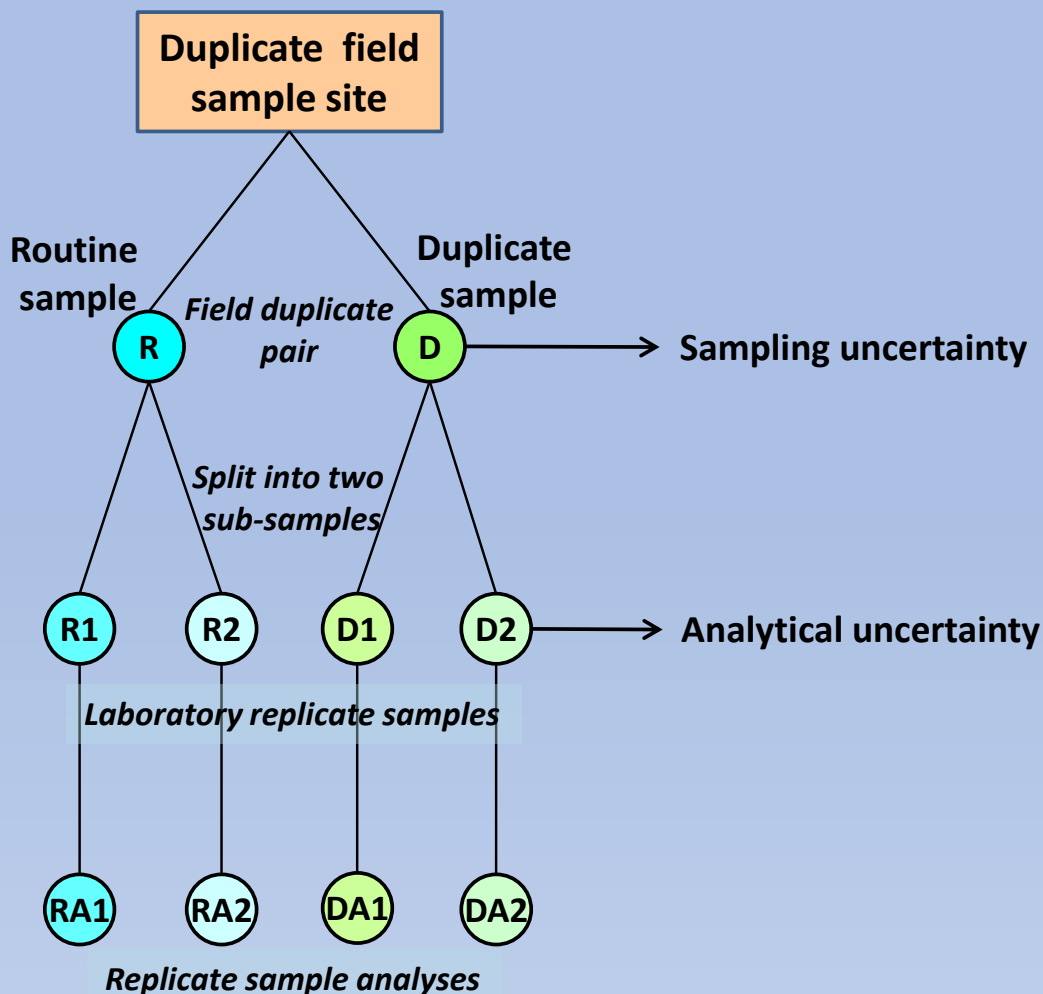 Duplicate field
sample site
Routine
sample
Duplicate
sample
Field duplicate
pair
R
D
Sampling uncertainty
Split into two
sub-samples
R1
R2
D1
D2
Analytical uncertainty
Laboratory replicate samples
RA1
RA2
DA1
DA2
Replicate sample analyses